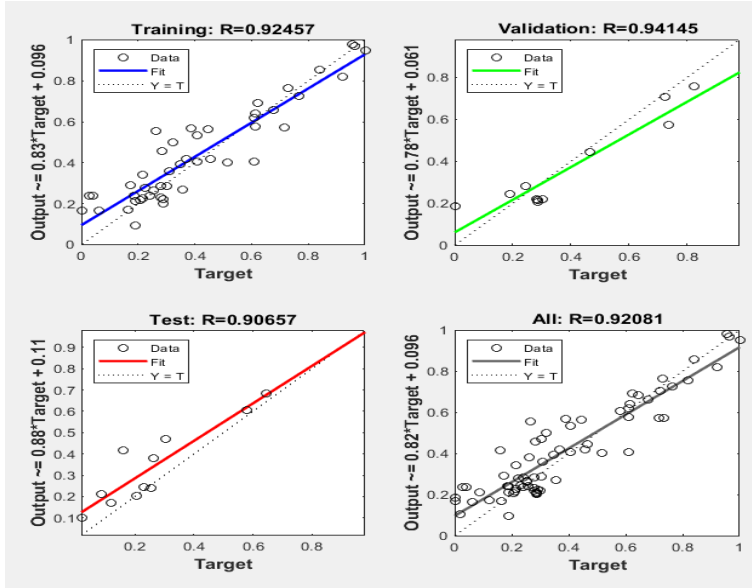 Training: R=0.92457
Output ~= 0.83*Target + 0.096
Data
Fit
Y = T
1
0.8
0.6
0.4
0.2
0
0
0.2
0.4
0.6
0.8
1
Target
Validation: R=0.94145
Output ~= 0.78*Target + 0.061
Data
Fit
Y = T
0.8
0.6
0.4
0.2
0
0
0.2
0.4
0.6
0.8
Target
Test: R=0.90657
Output ~= 0.88*Target + 0.11
Data
Fit
Y = T
0.9
0.8
0.7
0.6
0.5
0.4
0.3
0.2
0.1
0.2
0.4
0.6
0.8
Target
All: R=0.92081
Output ~= 0.82*Target + 0.096
Data
Fit
Y = T
1
0.8
0.6
0.4
0.2
0
0
0.2
0.4
0.6
0.8
1
Target